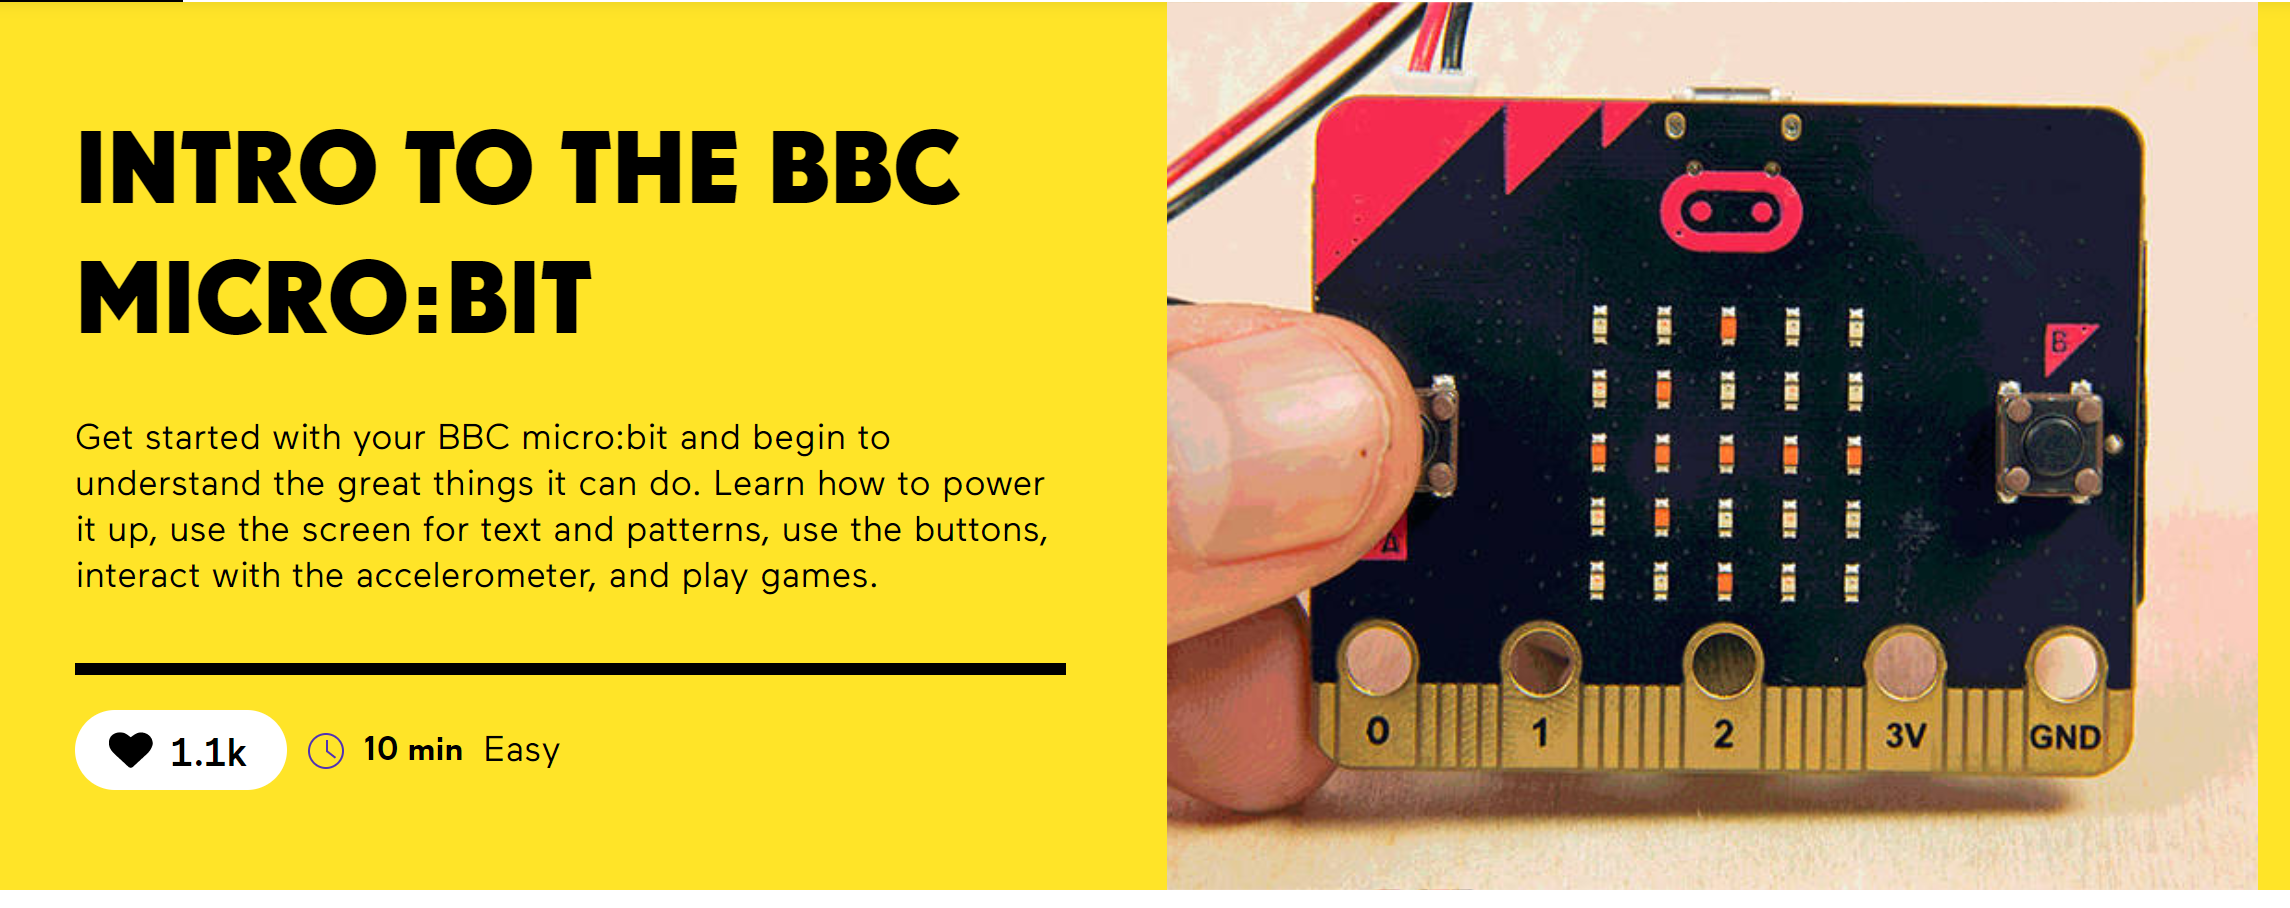 INTRO TO THE BBC
MICRO:BIT
Get started with your BBC micro:bit and begin to
understand the great things it can do. Learn how to power
it up, use the screen for text and patterns, use the buttons,
interact with the accelerometer, and play games.
1.1k
10 min Easy
B
A
0 1 2 3V GND